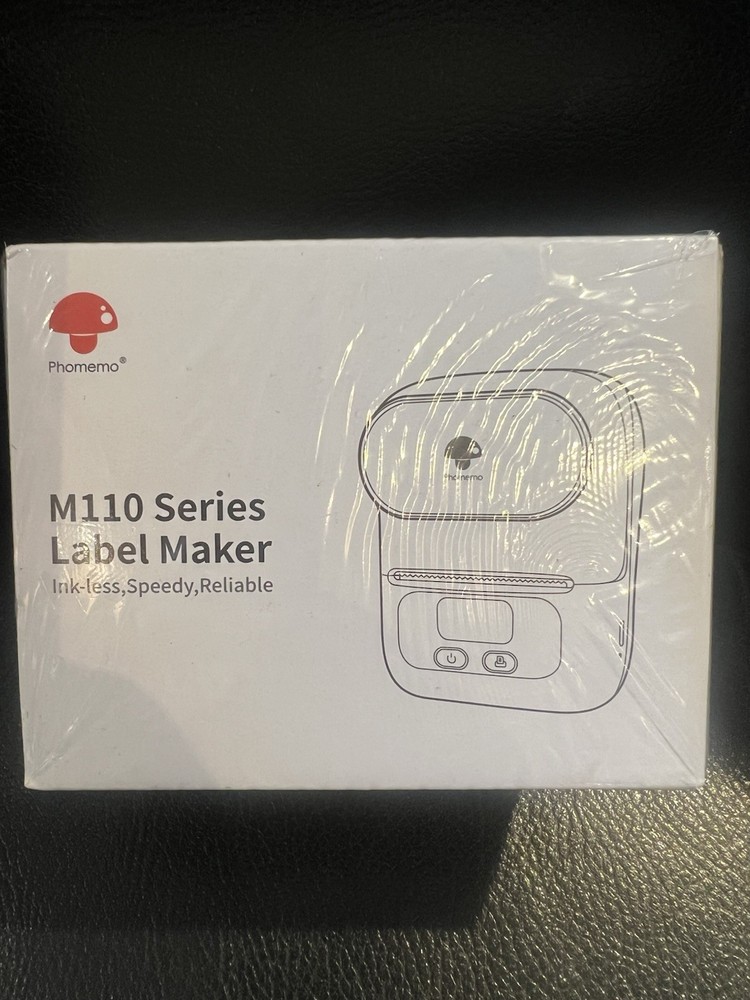 Phomemo®
M110 Series
Label Maker
Ink-less,Speedy,Reliable
Phomemo